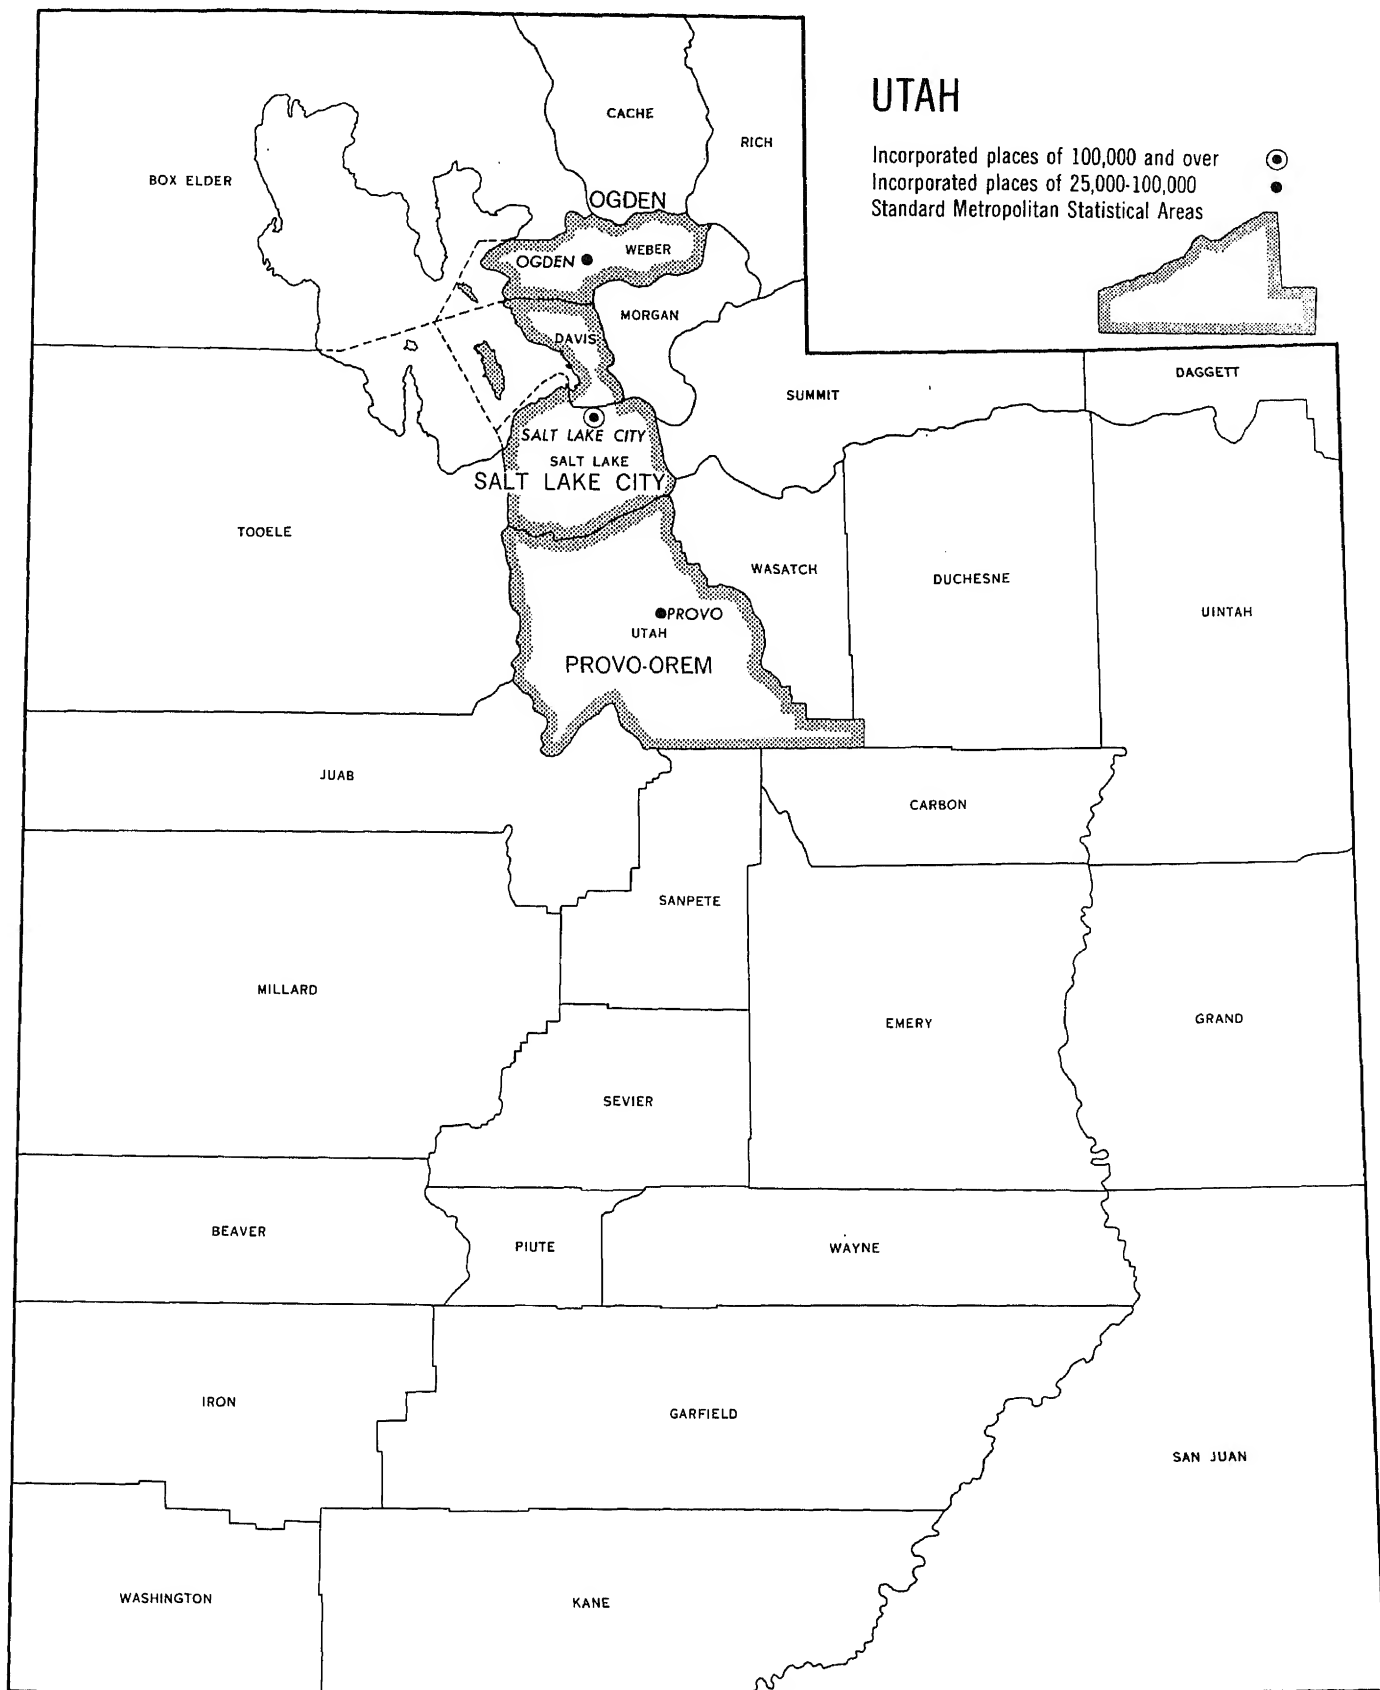 UTAH
Incorporated places of 100,000 and over
Incorporated places of 25,000-100,000
Standard Metropolitan Statistical Areas
CACHE
RICH
BOX ELDER
OGDEN
WEBER
OGDEN
MORGAN
DAVIS
DAGGETT
SUMMIT
SALT LAKE CITY
SALT LAKE
SALT LAKE CITY
TOOELE
WASATCH
DUCHESNE
UINTAH
PROVO
UTAH
PROVO-OREM
JUAB
CARBON
SANPETE
MILLARD
EMERY
GRAND
SEVIER
BEAVER
PIUTE
WAYNE
IRON
GARFIELD
SAN JUAN
WASHINGTON
KANE